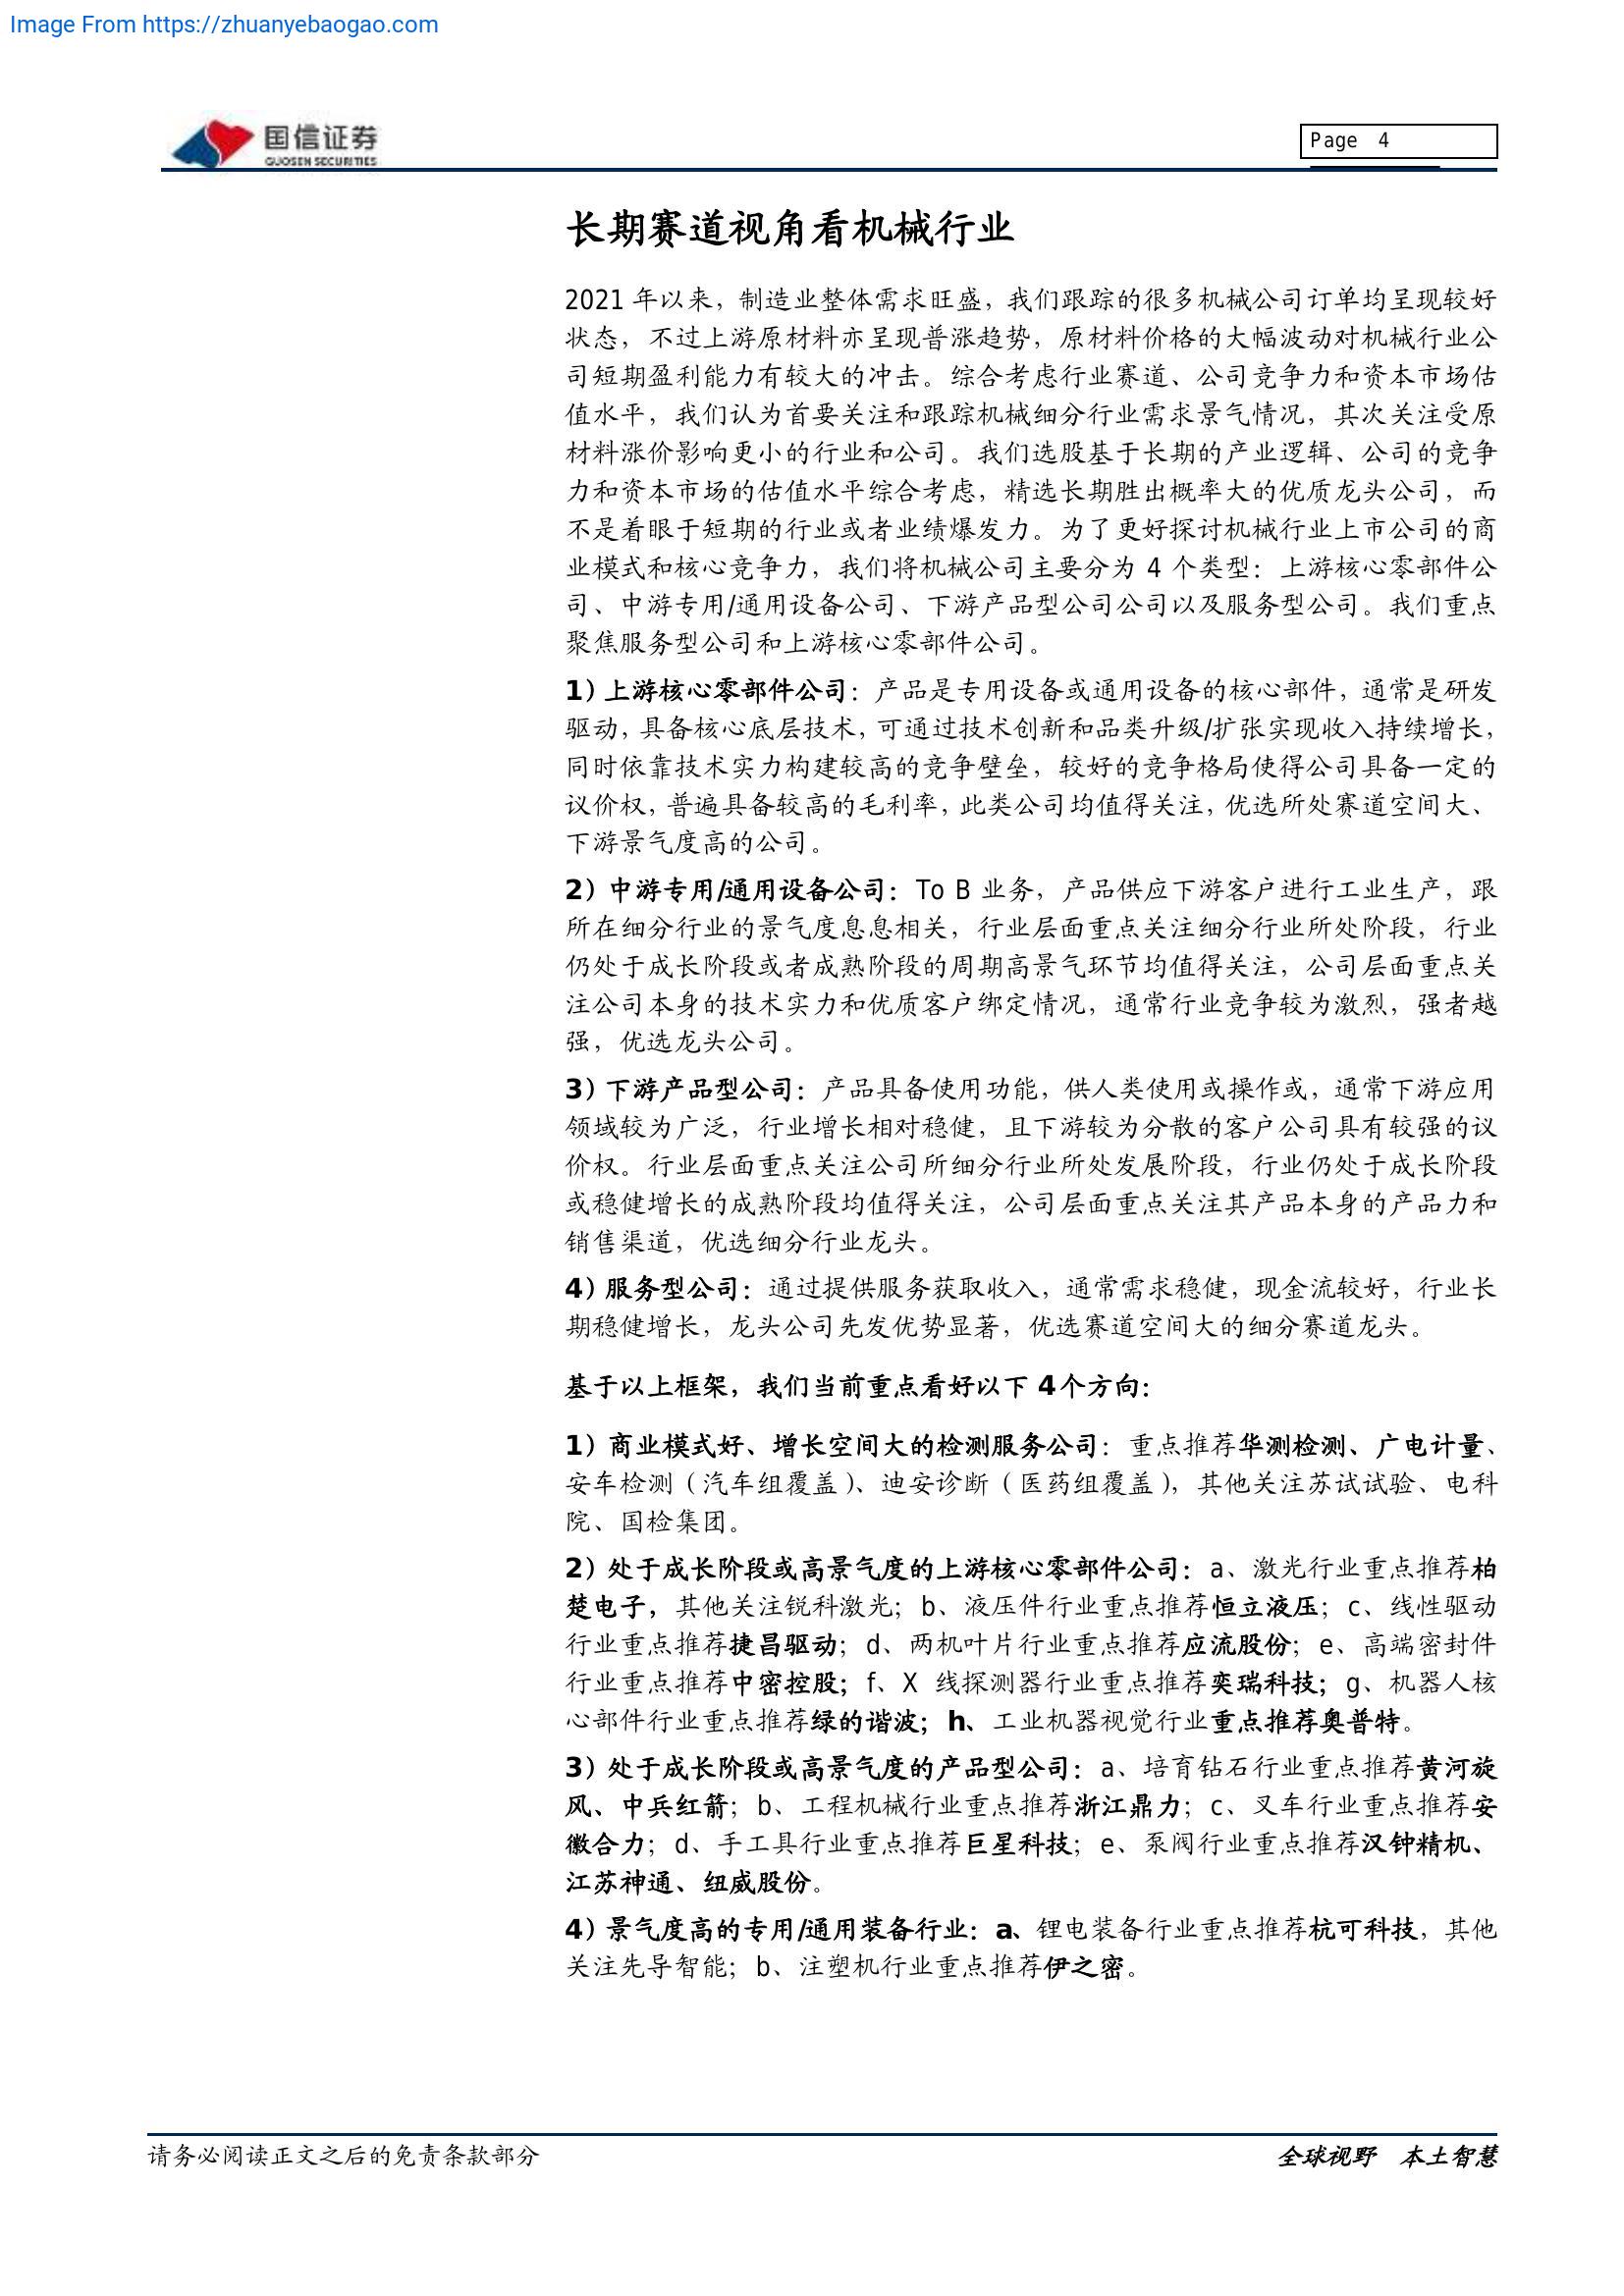 Image From https://zhuanyebaogao.com
国信证券
GUOSEN SECURITIES
Page 4
长期赛道视角看机械行业
2021 年以来，制造业整体需求旺盛，我们跟踪的很多机械公司订单均呈现较好
状态，不过上游原材料亦呈现普涨趋势，原材料价格的大幅波动对机械行业公
司短期盈利能力有较大的冲击。综合考虑行业赛道、公司竞争力和资本市场估
值水平，我们认为首要关注和跟踪机械细分行业需求景气情况，其次关注受原
材料涨价影响更小的行业和公司。我们选股基于长期的产业逻辑、公司的竞争
力和资本市场的估值水平综合考虑，精选长期胜出概率大的优质龙头公司，而
不是着眼于短期的行业或者业绩爆发力。为了更好探讨机械行业上市公司的商
业模式和核心竞争力，我们将机械公司主要分为 4 个类型：上游核心零部件公
司、中游专用/通用设备公司、下游产品型公司公司以及服务型公司。我们重点
聚焦服务型公司和上游核心零部件公司。
1）上游核心零部件公司：产品是专用设备或通用设备的核心部件，通常是研发
驱动，具备核心底层技术，可通过技术创新和品类升级/扩张实现收入持续增长，
同时依靠技术实力构建较高的竞争壁垒，较好的竞争格局使得公司具备一定的
议价权，普遍具备较高的毛利率，此类公司均值得关注，优选所处赛道空间大、
下游景气度高的公司。
2）中游专用/通用设备公司：To B 业务，产品供应下游客户进行工业生产，跟
所在细分行业的景气度息息相关，行业层面重点关注细分行业所处阶段，行业
仍处于成长阶段或者成熟阶段的周期高景气环节均值得关注，公司层面重点关
注公司本身的技术实力和优质客户绑定情况，通常行业竞争较为激烈，强者越
强，优选龙头公司。
3）下游产品型公司：产品具备使用功能，供人类使用或操作或，通常下游应用
领域较为广泛，行业增长相对稳健，且下游较为分散的客户公司具有较强的议
价权。行业层面重点关注公司所细分行业所处发展阶段，行业仍处于成长阶段
或稳健增长的成熟阶段均值得关注，公司层面重点关注其产品本身的产品力和
销售渠道，优选细分行业龙头。
4）服务型公司：通过提供服务获取收入，通常需求稳健，现金流较好，行业长
期稳健增长，龙头公司先发优势显著，优选赛道空间大的细分赛道龙头。
基于以上框架，我们当前重点看好以下 4个方向：
1）商业模式好、增长空间大的检测服务公司：重点推荐华测检测、广电计量、
安车检测（汽车组覆盖）、迪安诊断（医药组覆盖），其他关注苏试试验、电科
院、国检集团。
2）处于成长阶段或高景气度的上游核心零部件公司：a、激光行业重点推荐柏
楚电子，其他关注锐科激光；b、液压件行业重点推荐恒立液压；c、线性驱动
行业重点推荐捷昌驱动；d、两机叶片行业重点推荐应流股份；e、高端密封件
行业重点推荐中密控股；f、X 线探测器行业重点推荐奕瑞科技；g、机器人核
心部件行业重点推荐绿的谐波；h、工业机器视觉行业重点推荐奥普特。
3）处于成长阶段或高景气度的产品型公司：a、培育钻石行业重点推荐黄河旋
风、中兵红箭；b、工程机械行业重点推荐浙江鼎力；c、叉车行业重点推荐安
徽合力；d、手工具行业重点推荐巨星科技；e、泵阀行业重点推荐汉钟精机、
江苏神通、纽威股份。
4）景气度高的专用/通用装备行业：a、锂电装备行业重点推荐杭可科技，其他
关注先导智能；b、注塑机行业重点推荐伊之密。
请务必阅读正文之后的免责条款部分
全球视野 本土智慧